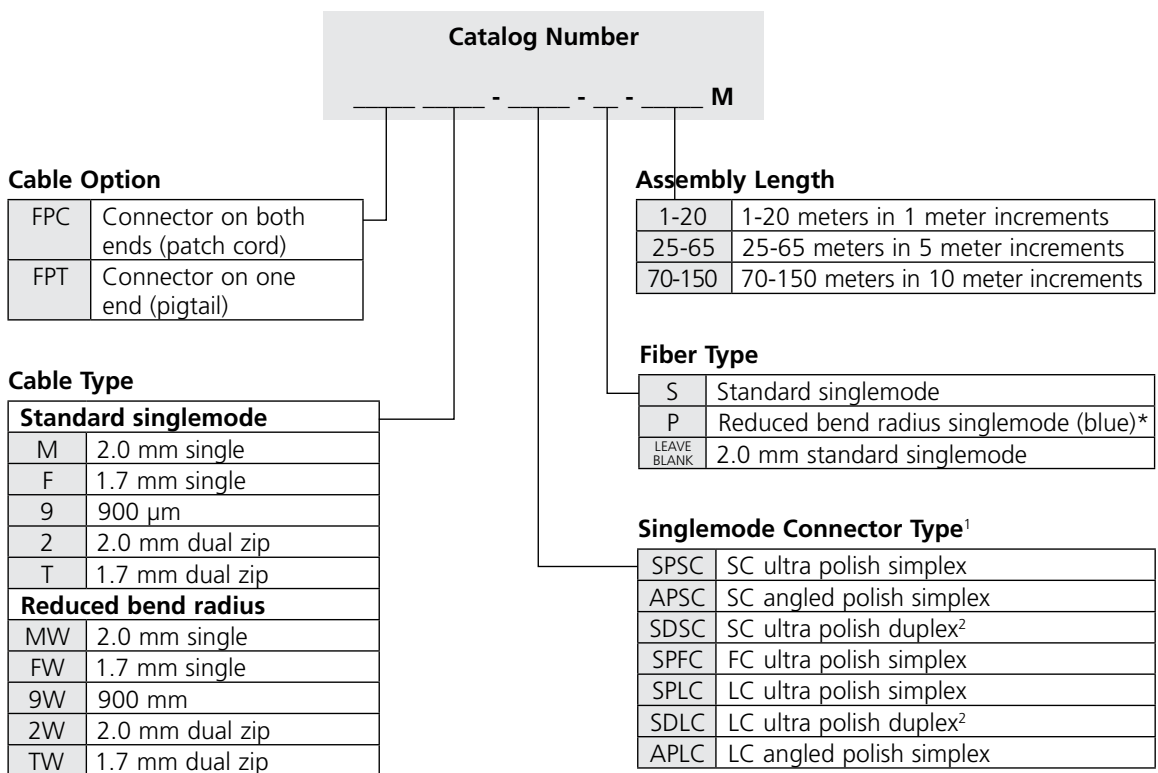 Catalog Number
_____ _____ - _____ - __ - _____ M
Cable Option
FPC Connector on both
ends (patch cord)
FPT Connector on one
end (pigtail)
Cable Type
Standard singlemode
M 2.0 mm single
F 1.7 mm single
9 900 µm
2 2.0 mm dual zip
T 1.7 mm dual zip
Reduced bend radius
MW 2.0 mm single
FW 1.7 mm single
9W 900 mm
2W 2.0 mm dual zip
TW 1.7 mm dual zip
Assembly Length
1-20 1-20 meters in 1 meter increments
25-65 25-65 meters in 5 meter increments
70-150 70-150 meters in 10 meter increments
Fiber Type
S Standard singlemode
P Reduced bend radius singlemode (blue)*
LEAVE
BLANK 2.0 mm standard singlemode
Singlemode Connector Type¹
SPSC SC ultra polish simplex
APSC SC angled polish simplex
SDSC SC ultra polish duplex²
SPFC FC ultra polish simplex
SPLC LC ultra polish simplex
SDLC LC ultra polish duplex²
APLC LC angled polish simplex